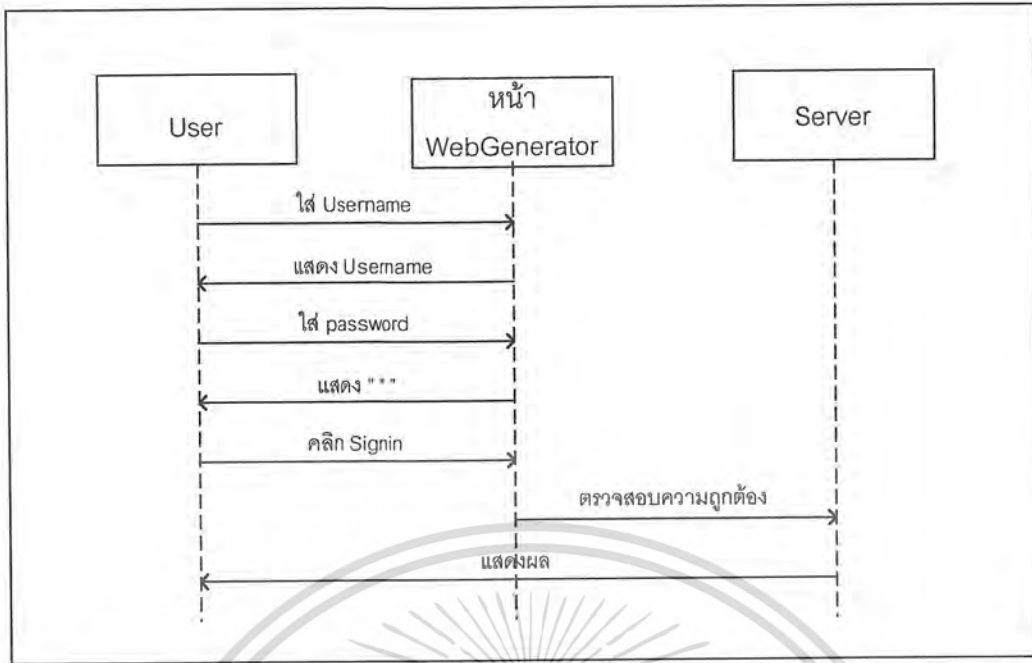 User
หน้า
WebGenerator
Server
ใส่ Username
แสดง Username
ใส่ password
แสดง "***"
คลิก Signin
ตรวจสอบความถูกต้อง
แสดงผล